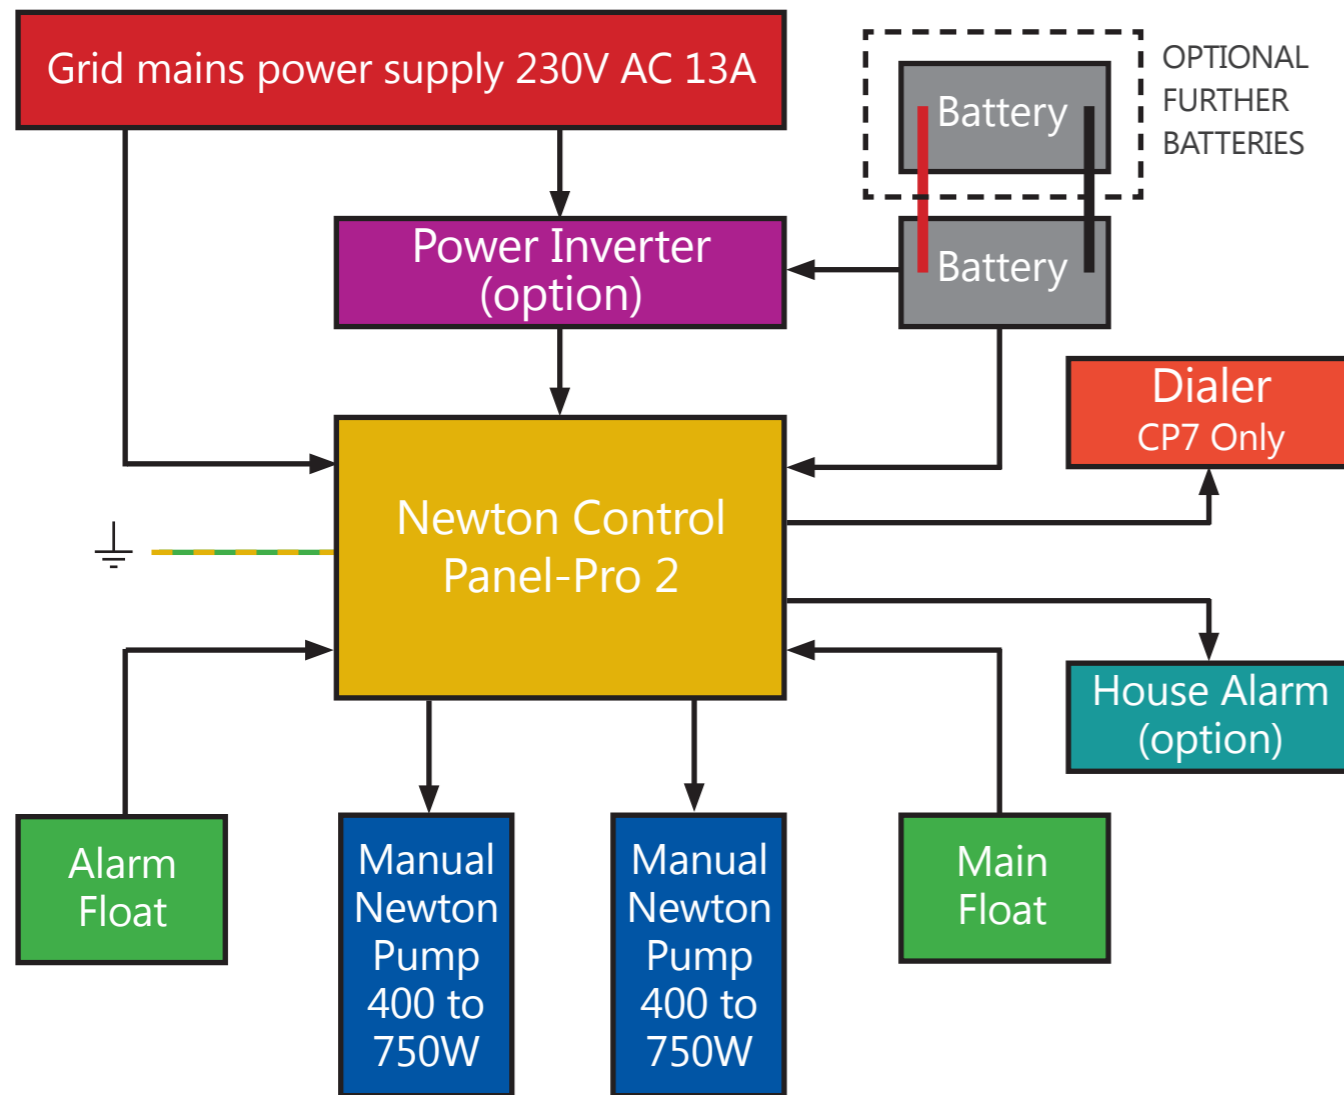 Grid mains power supply 230V AC 13A
Battery
OPTIONAL
FURTHER
BATTERIES
Power Inverter
(option)
Battery
Dialer
CP7 Only
Newton Control
Panel-Pro 2
House Alarm
(option)
Alarm
Float
Manual
Newton
Pump
400 to
750W
Manual
Newton
Pump
400 to
750W
Main
Float